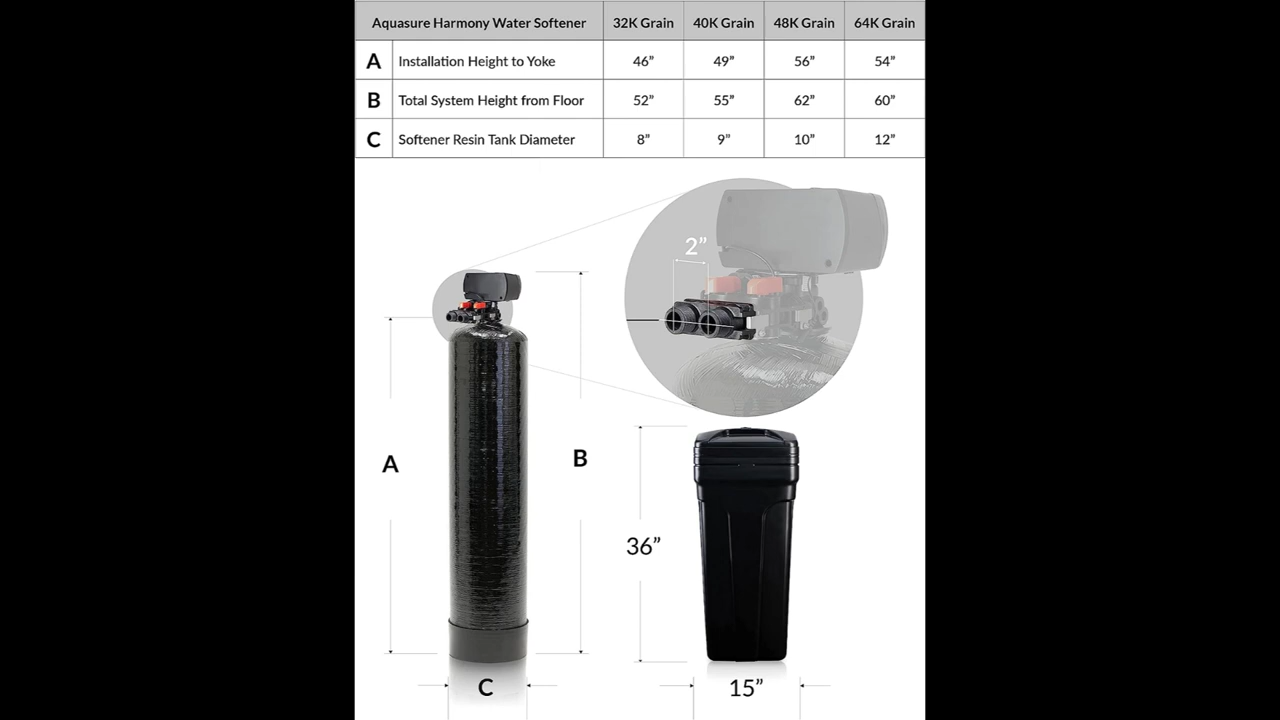 Aquasure Harmony Water Softener 32K Grain 40K Grain 48K Grain 64K Grain
A Installation Height to Yoke 46” 49” 56” 54”
B Total System Height from Floor 52” 55” 62” 60”
C Softener Resin Tank Diameter 8” 9” 10” 12”
2”
A
B
36”
C
15”